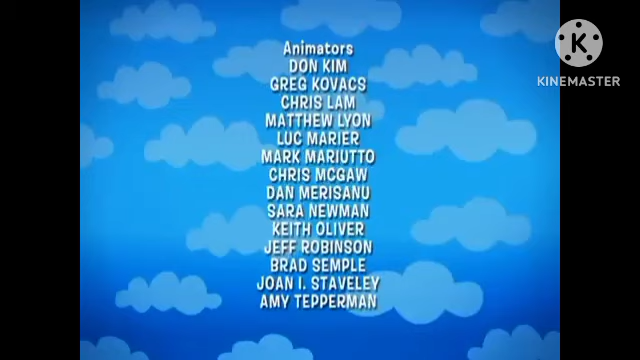 Animators
DON KIM
GREG KOVACS
CHRIS LAM
MATTHEW LYON
LUC MARIER
MARK MARIUTTO
CHRIS MCGAW
DAN MERISANU
SARA NEWMAN
KEITH OLIVER
JEFF ROBINSON
BRAD SEMPLE
JOAN I. STAVELEY
AMY TEPPERMAN
K
KINEMASTER